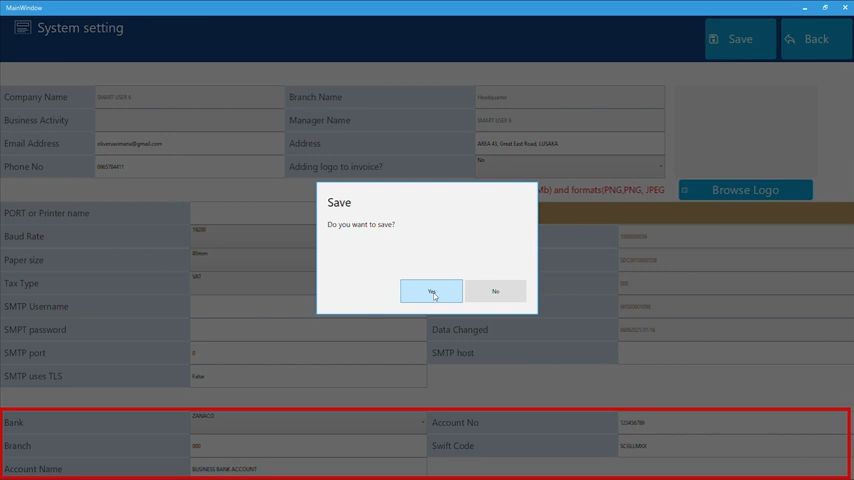 MainWindow
System setting
Save
Back
Company Name SMART USER 6 Branch Name Headquarter
Business Activity Manager Name SMART USER 6
Email Address Address AREA 43, Great East Road, LUSAKA
Phone No Adding logo to invoice? No
Mb) and formats(PNG,PNG, JPEG
Browse Logo
Save
Do you want to save?
Yes No
PORT or Printer name
Baud Rate 19200
Paper size 80mm
Tax Type VAT
SMTP Username
SMPT password Data Changed
SMTP port 0 SMTP host
SMTP uses TLS False
Bank ZANACO Account No 123456789
Branch Swift Code
Account Name BUSINESS BANK ACCOUNT